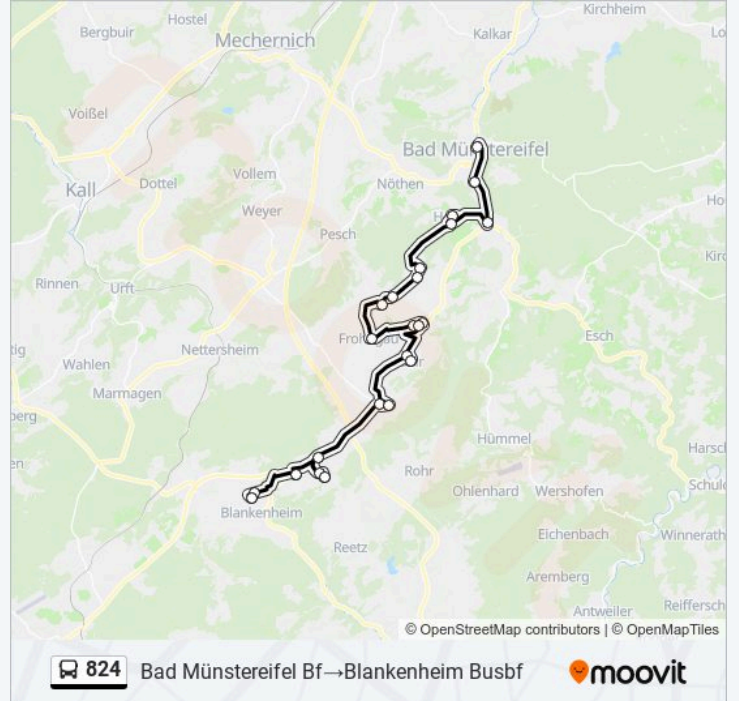 Kirchheim
Hostel
Bergbuir
Kalkar
Mechernich
Voißel
Bad Münstereifel
Kall
Dottel
Vollem
Nöthen
Weyer
Pesch
Rinnen
Urft
Esch
Frohngau
Nettersheim
Wahlen
Marmagen
Hümmel
Rohr
Ohlenhard
Wershofen
Blankenheim
Eichenbach
Reetz
Aremberg
Antweiler
© OpenStreetMap contributors | © OpenMapTiles
824
Bad Münstereifel Bf→Blankenheim Busbf
moovit